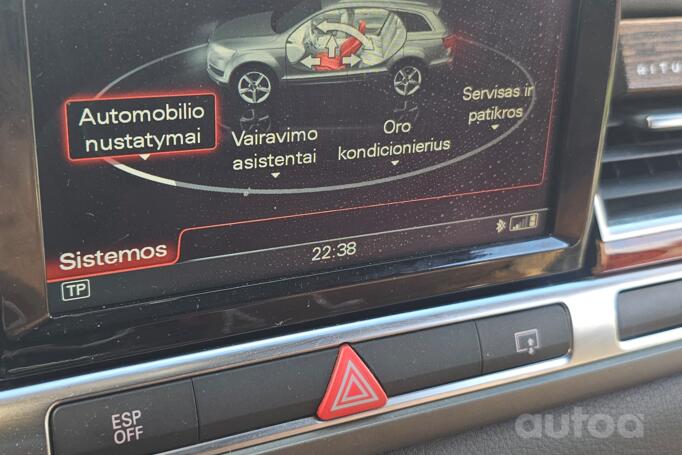 Automobilio
nustatymai
Vairavimo
asistentai
Oro
kondicionierius
Servisas ir
patikros
Sistemos
22:38
TP
ESP
OFF
autoa